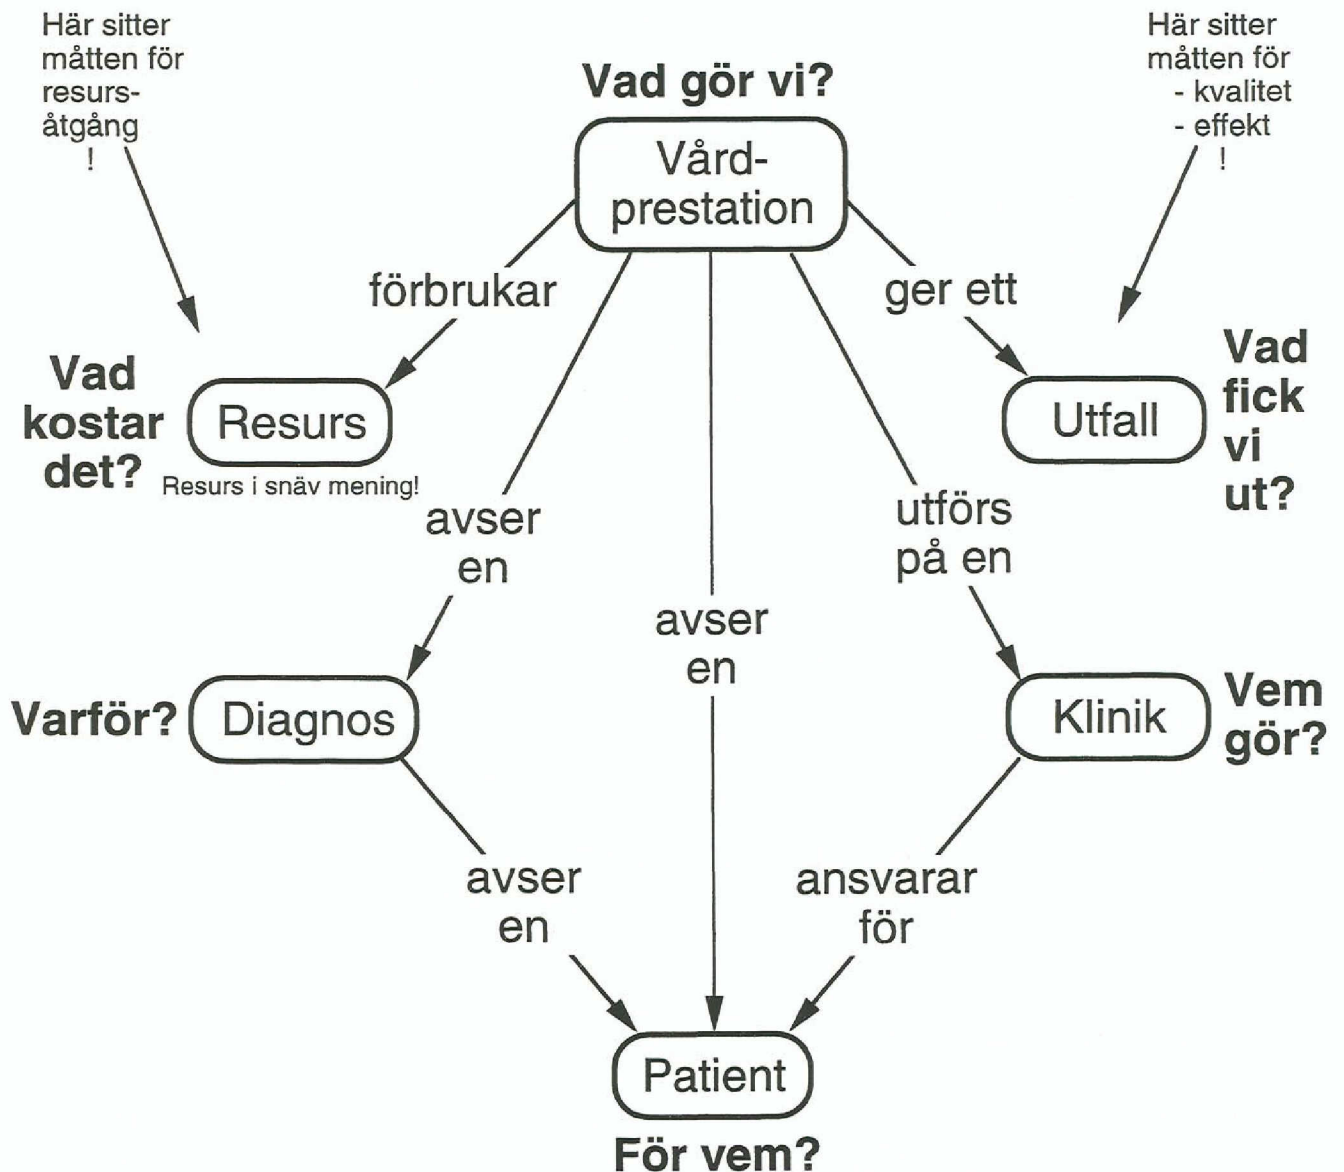 Här sitter
måtten för
resurs-
åtgång
!
Här sitter
måtten för
- kvalitet
- effekt
!
Vad gör vi?
Vård-
prestation
förbrukar
ger ett
Vad
kostar
det?
Resurs
Resurs i snäv mening!
Utfall
Vad
fick
vi
ut?
avser
en
avser
en
utförs
på en
Varför?
Diagnos
Klinik
Vem
gör?
avser
en
ansvarar
för
Patient
För vem?